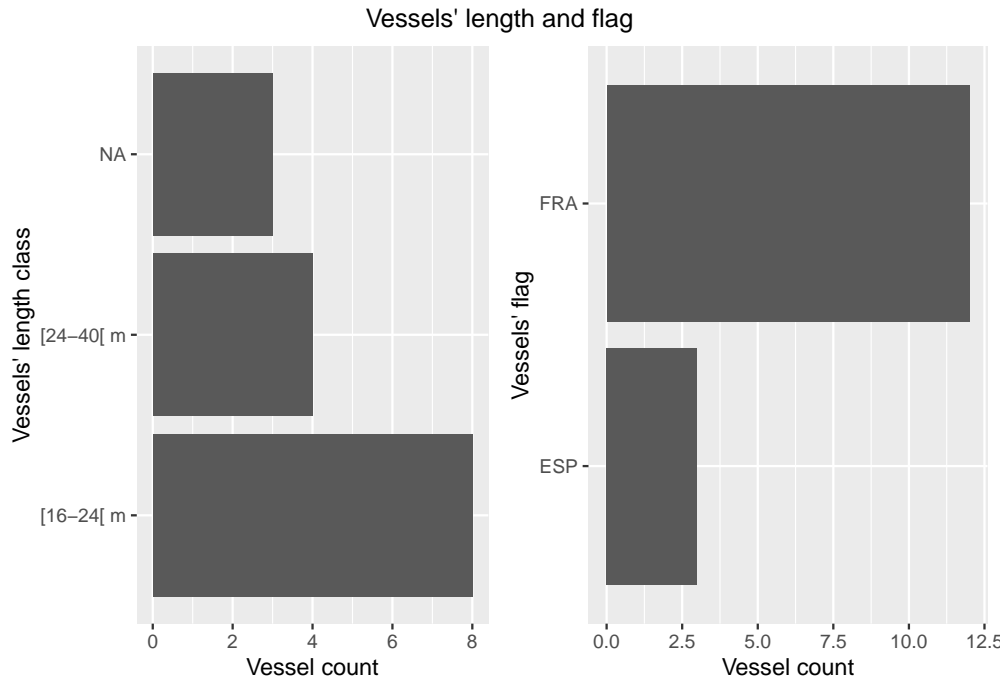 Vessels' length and flag
Vessels' length class
NA
[24−40[ m
[16−24[ m
0 2 4 6 8
Vessel count
Vessels' flag
FRA
ESP
0.0 2.5 5.0 7.5 10.0 12.5
Vessel count